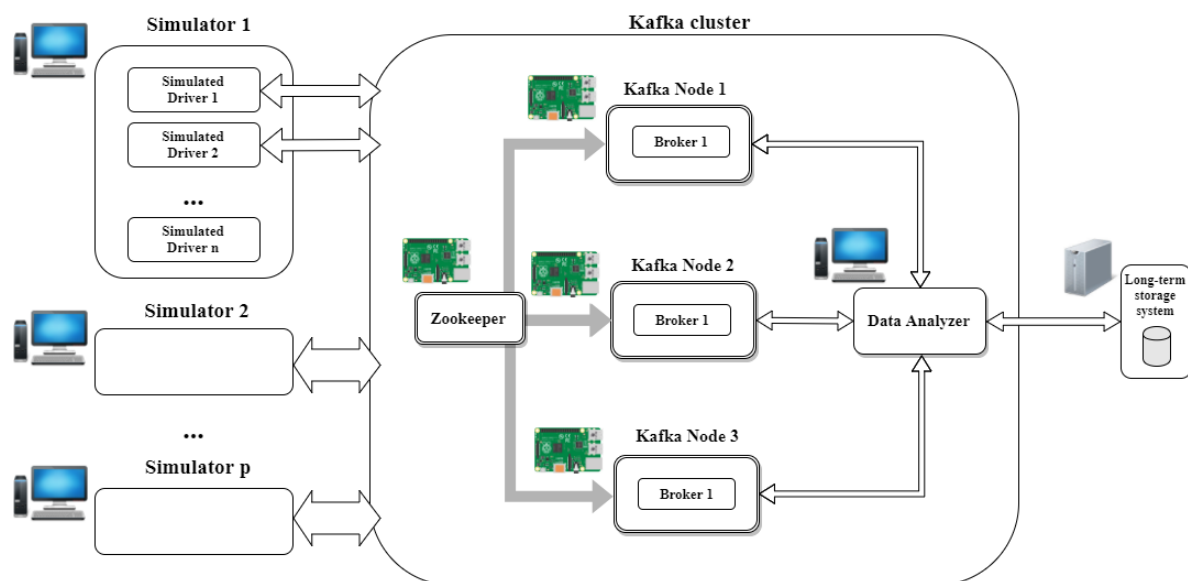 Simulator 1
Simulated
Driver 1
Simulated
Driver 2
...
Simulated
Driver n
Simulator 2
...
Simulator p
Kafka cluster
Kafka Node 1
Broker 1
Zookeeper
Kafka Node 2
Broker 1
Kafka Node 3
Broker 1
Data Analyzer
Long-term
storage
system